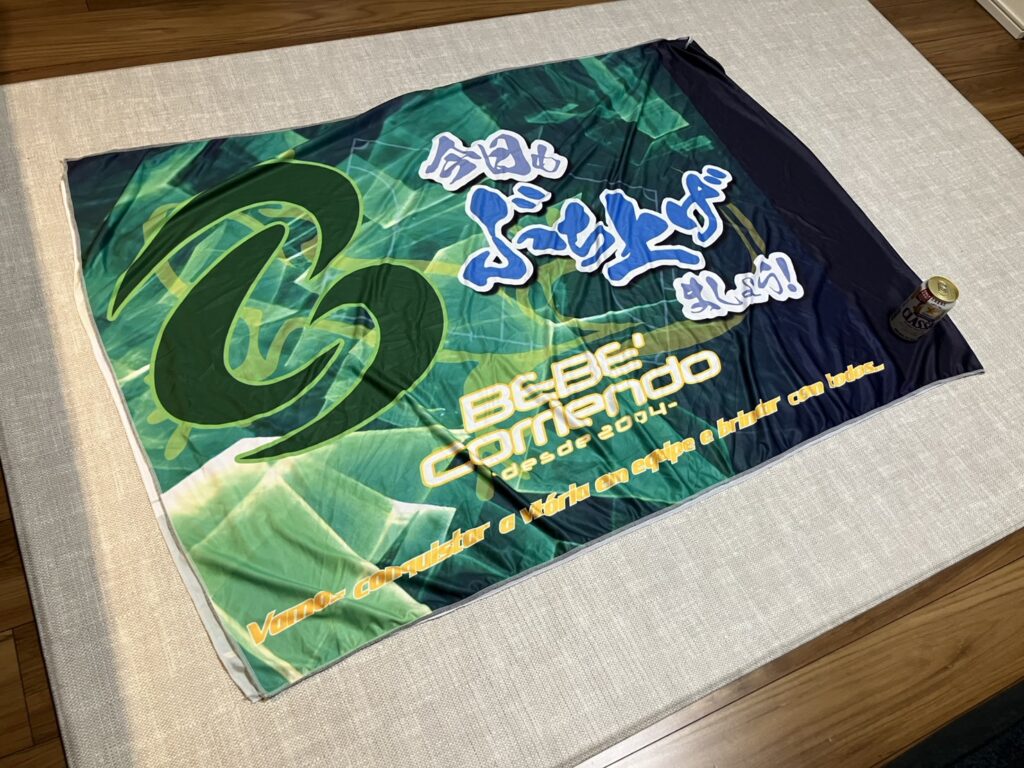 今日も
ぶち上げ
ましょう!
BE・BE'
corriendo
-desde 2004-
Vamo... conquistar a vitória em equipe e brindar com todos...
CLASSIC